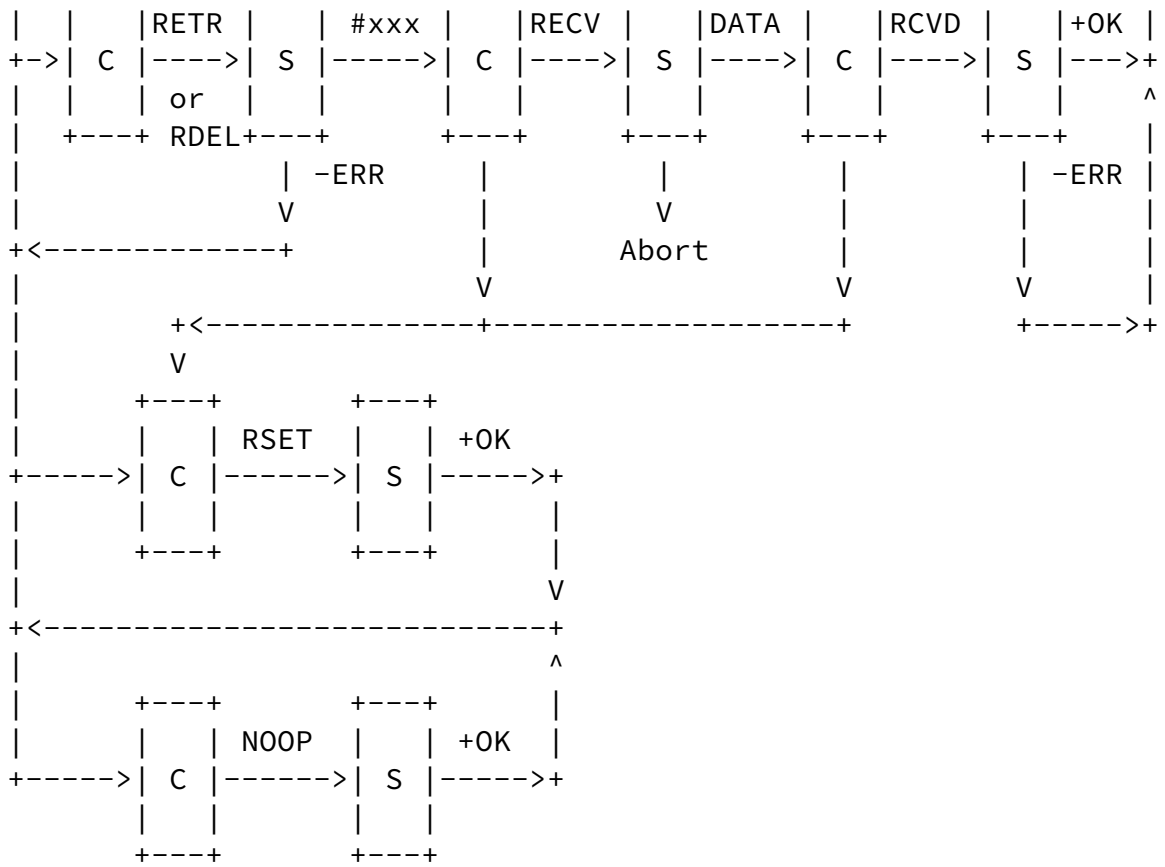 |   |   |RETR |   | #xxx |   |RECV |   |DATA |   |RCVD |   |+OK |
+->| C |---->| S |----->| C |---->| S |---->| C |---->| S |--->+
|   |   | or  |   |      |   |     |   |     |   |     |   |    ^
|  +---+ RDEL+---+      +---+     +---+     +---+     +---+    |
|              | -ERR     |         |         |         | -ERR |
|              V          |         V         |         |      |
+<-------------+          |       Abort       |         |      |
|                         V                   V         V      |
|        +<---------------+-------------------+         +----->+
|        V
|      +---+       +---+
|      |   | RSET  |   | +OK
+----->| C |------>| S |----->+
|      |   |       |   |      |
|      +---+       +---+      |
|                             V
+<----------------------------+
|                             ^
|      +---+       +---+      |
|      |   | NOOP  |   | +OK  |
+----->| C |------>| S |----->+
       |   |       |   |
       +---+       +---+